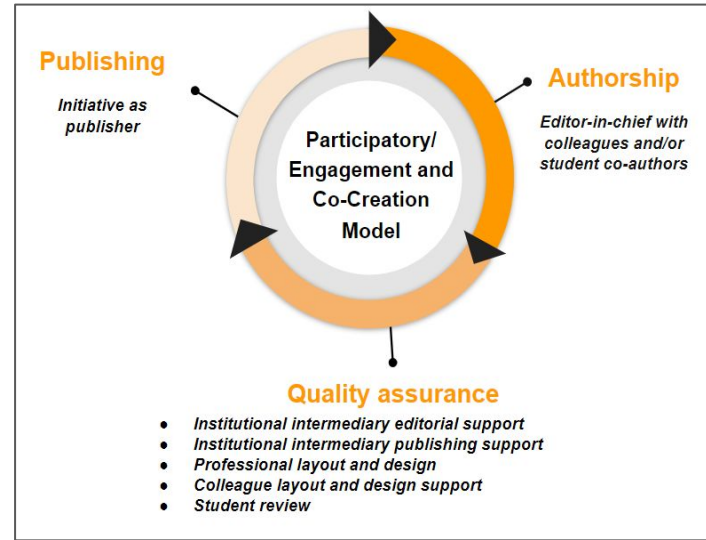 Publishing
Initiative as
publisher
Participatory/
Engagement and
Co-Creation
Model
Authorship
Editor-in-chief with
colleagues and/or
student co-authors
Quality assurance
● Institutional intermediary editorial support
● Institutional intermediary publishing support
● Professional layout and design
● Colleague layout and design support
● Student review